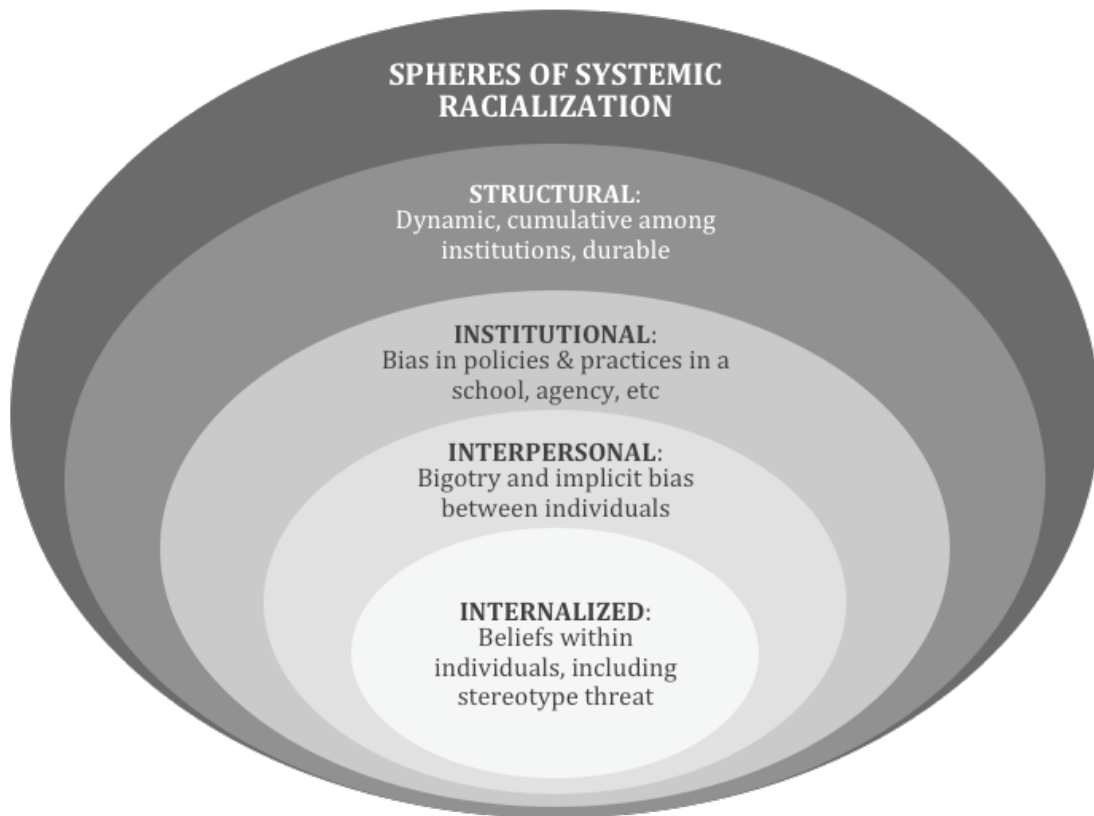 SPHERES OF SYSTEMIC
RACIALIZATION
STRUCTURAL:
Dynamic, cumulative among
institutions, durable
INSTITUTIONAL:
Bias in policies & practices in a
school, agency, etc
INTERPERSONAL:
Bigotry and implicit bias
between individuals
INTERNALIZED:
Beliefs within
individuals, including
stereotype threat